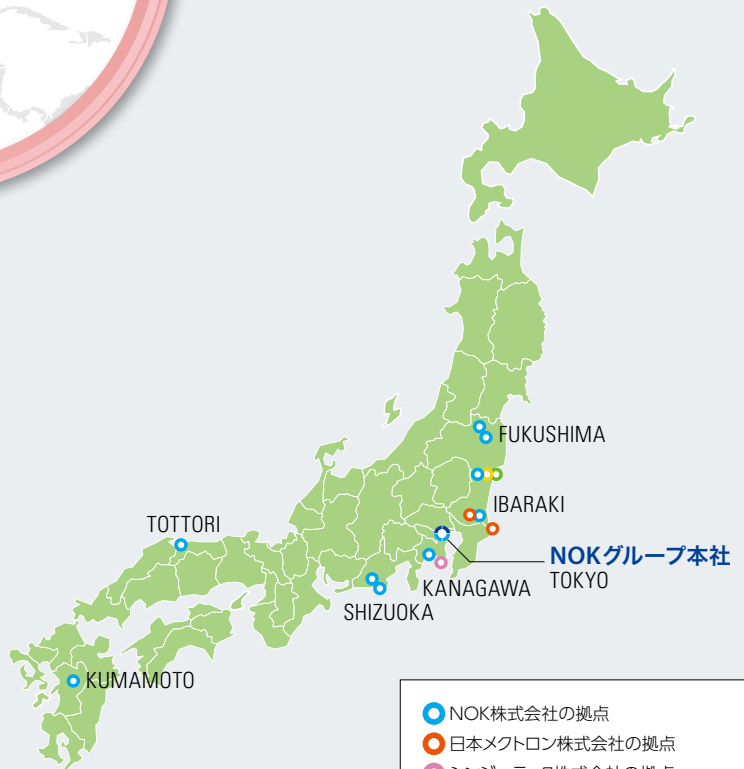 FUKUSHIMA
IBARAKI
TOTTORI
NOKグループ本社
TOKYO
KANAGAWA
SHIZUOKA
KUMAMOTO
NOK株式会社の拠点
日本メクトロン株式会社の拠点